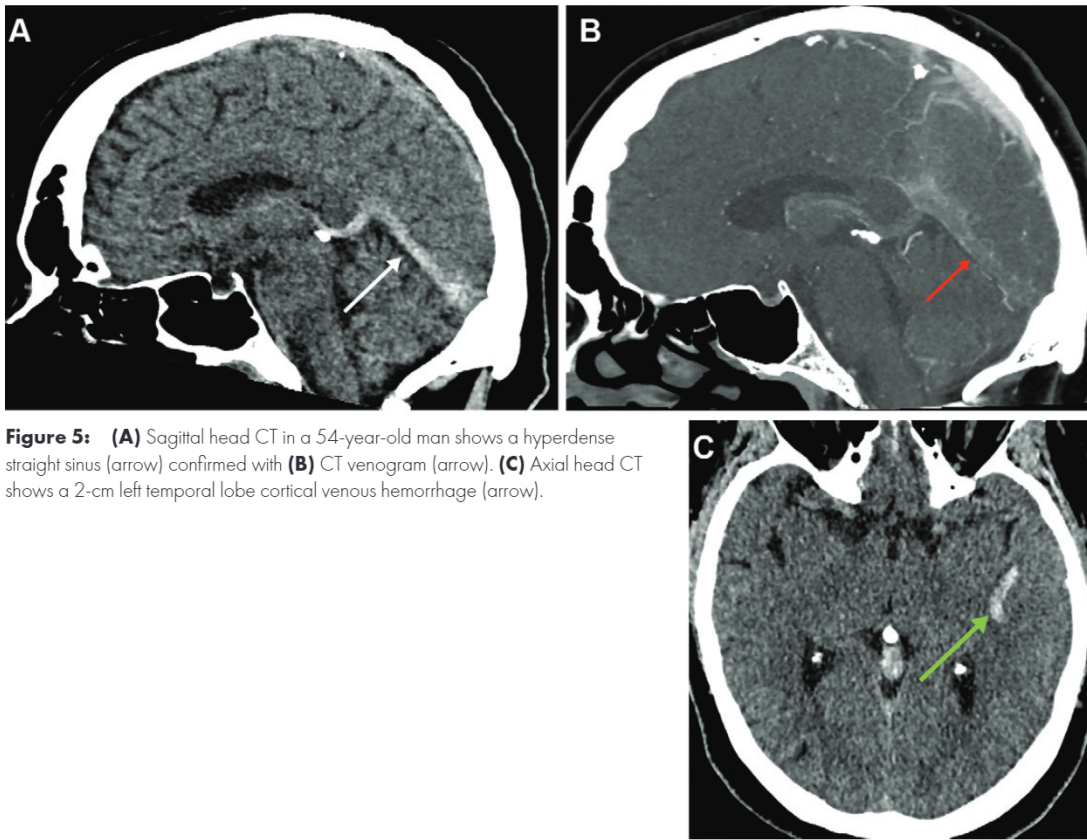 A
B
Figure 5: (A) Sagittal head CT in a 54-year-old man shows a hyperdense
straight sinus (arrow) confirmed with (B) CT venogram (arrow). (C) Axial head CT
shows a 2-cm left temporal lobe cortical venous hemorrhage (arrow).
C